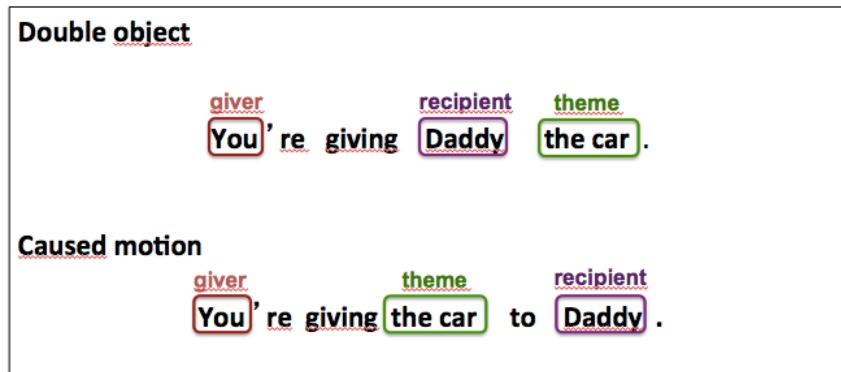 Double object
giver recipient theme
You're giving Daddy the car.
Caused motion
giver theme recipient
You're giving the car to Daddy.